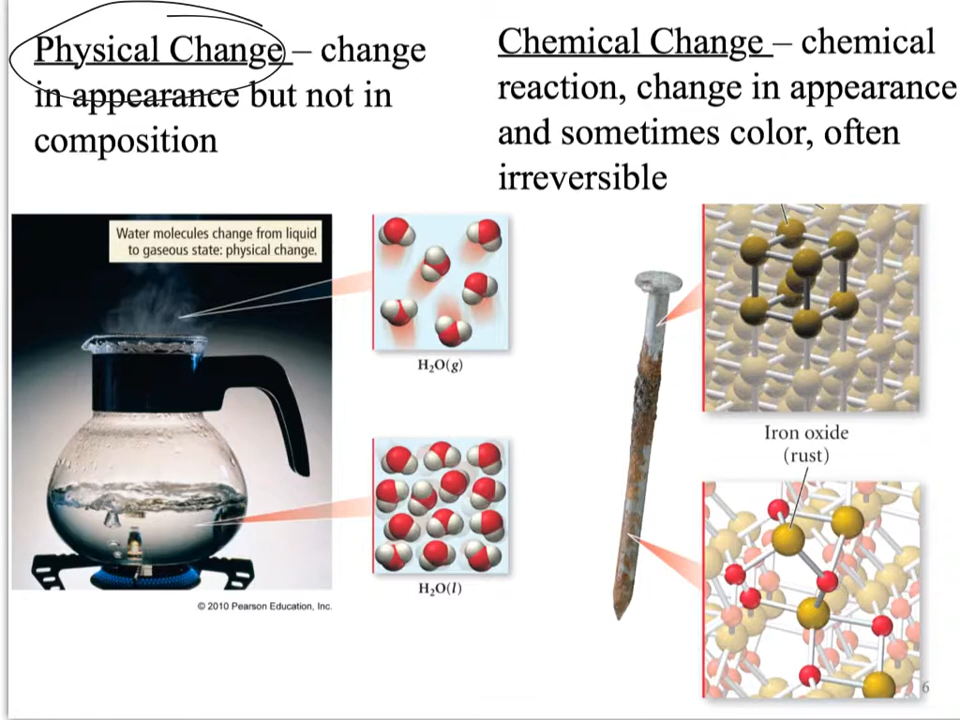 Physical Change – change
in appearance but not in
composition
Chemical Change – chemical
reaction, change in appearance
and sometimes color, often
irreversible
Water molecules change from liquid
to gaseous state: physical change.
H₂O(g)
H₂O(l)
© 2010 Pearson Education, Inc.
Iron oxide
(rust)
6